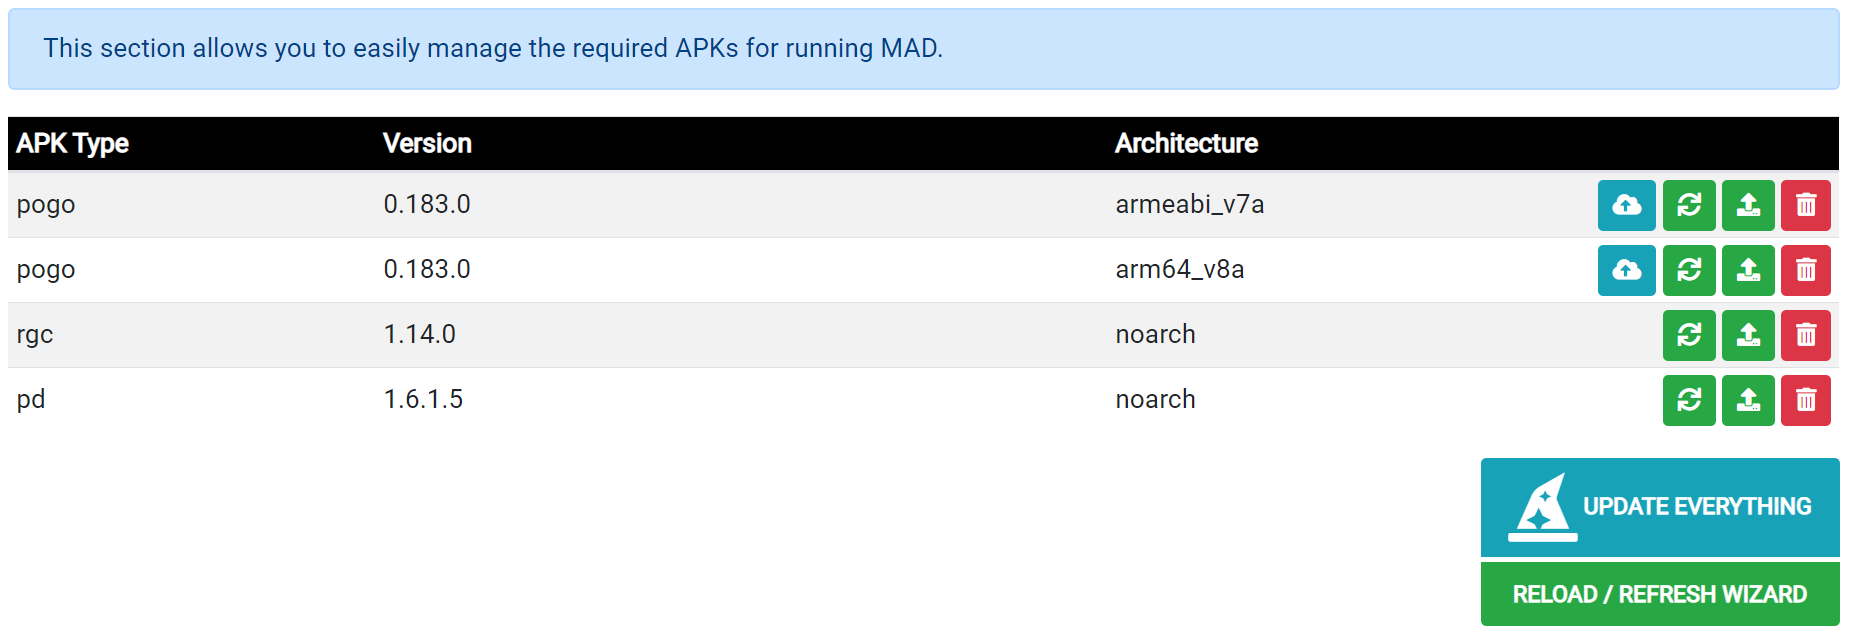 This section allows you to easily manage the required APKs for running MAD.
APK Type Version Architecture
pogo 0.183.0 armeabi_v7a
pogo 0.183.0 arm64_v8a
rgc 1.14.0 noarch
pd 1.6.1.5 noarch
UPDATE EVERYTHING
RELOAD / REFRESH WIZARD